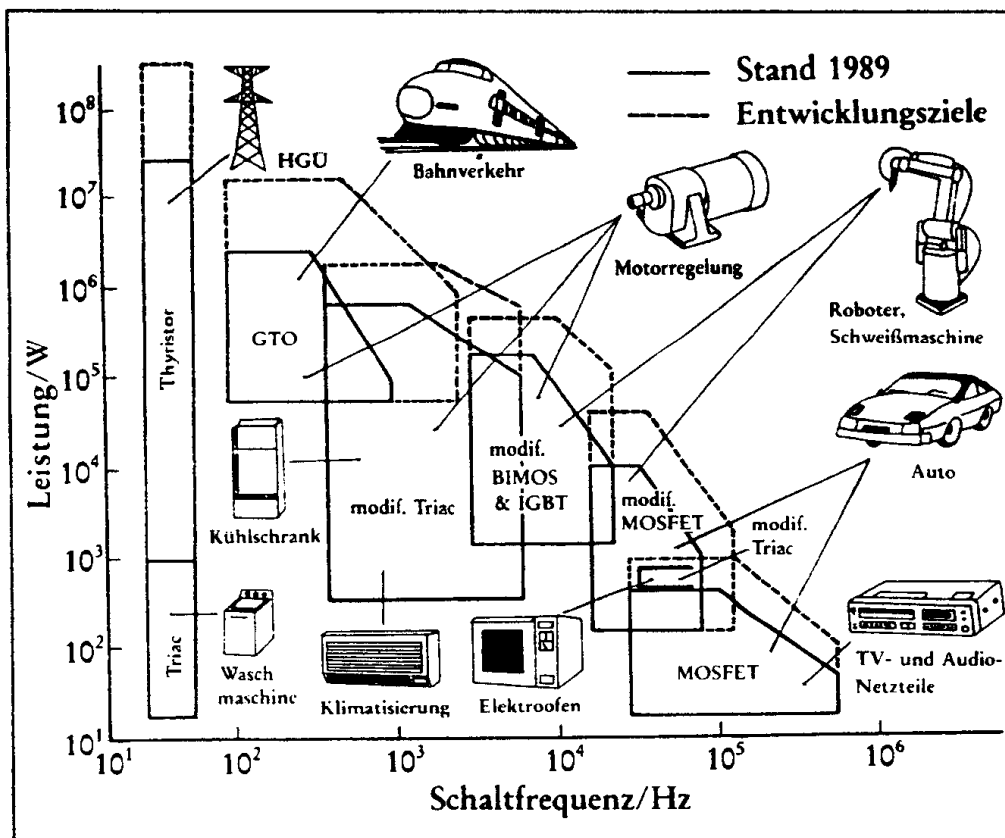 Stand 1989
Entwicklungsziele
10⁸
10⁷
10⁶
10⁵
10⁴
10³
10²
10¹
Leistung/W
Thyristor
Triac
HGÜ
Bahnverkehr
Motorregelung
Roboter,
Schweißmaschine
GTO
Auto
Kühlschrank
modif. Triac
modif.
BIMOS
& IGBT
modif.
MOSFET
modif.
Triac
Wasch
maschine
Klimatisierung
Elektroofen
MOSFET
TV- und Audio-
Netzteile
10¹
10²
10³
10⁴
10⁵
10⁶
Schaltfrequenz/Hz